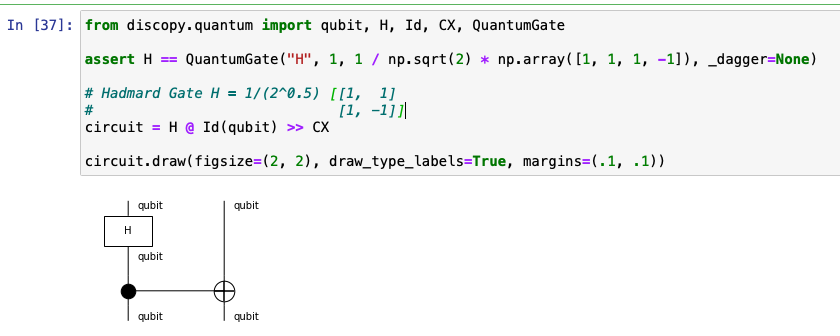 In [37]: from discopy.quantum import qubit, H, Id, CX, QuantumGate
assert H == QuantumGate("H", 1, 1 / np.sqrt(2) * np.array([1, 1, 1, -1]), _dagger=None)
# Hadmard Gate H = 1/(2^0.5) [[1,  1]
#                             [1, -1]]
circuit = H @ Id(qubit) >> CX
circuit.draw(figsize=(2, 2), draw_type_labels=True, margins=(.1, .1))
qubit qubit
H
qubit
qubit qubit